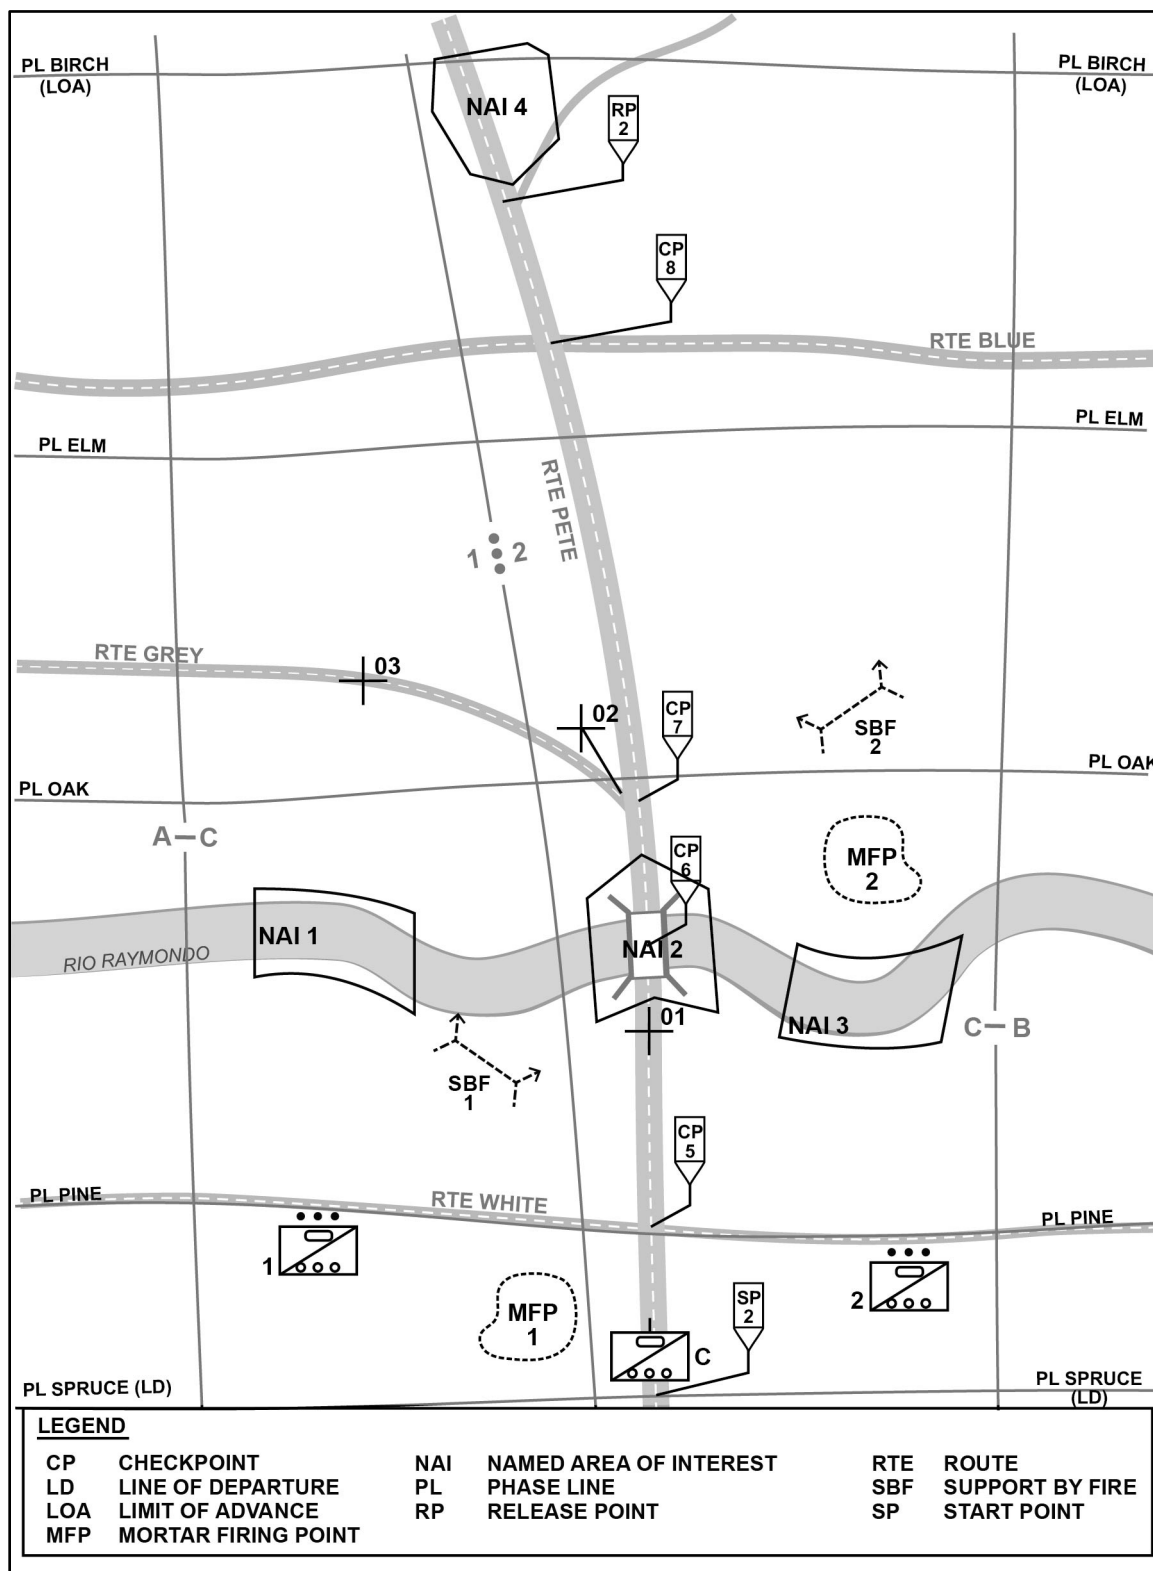 PL BIRCH
(LOA)
PL BIRCH
(LOA)
NAI 4
RP
2
CP
8
RTE BLUE
PL ELM
PL ELM
RTE PETE
1
2
RTE GREY
03
02
CP
7
SBF
2
PL OAK
PL OAK
A
C
CP
6
MFP
2
NAI 1
NAI 2
RIO RAYMONDO
NAI 3
01
C
B
SBF
1
CP
5
PL PINE
RTE WHITE
PL PINE
1
2
MFP
1
SP
2
C
PL SPRUCE (LD)
PL SPRUCE
(LD)
LEGEND
CP CHECKPOINT
LD LINE OF DEPARTURE
LOA LIMIT OF ADVANCE
MFP MORTAR FIRING POINT
NAI NAMED AREA OF INTEREST
PL PHASE LINE
RP RELEASE POINT
RTE ROUTE
SBF SUPPORT BY FIRE
SP START POINT